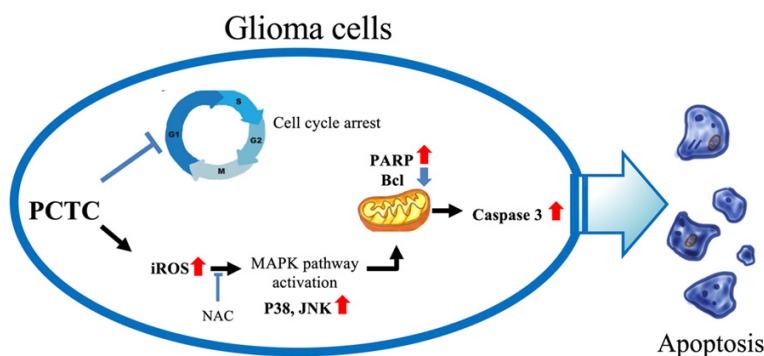 Glioma cells
S
G1
G2
M
Cell cycle arrest
PARP
Bcl
PCTC
Caspase 3
iROS
MAPK pathway
activation
P38, JNK
NAC
Apoptosis